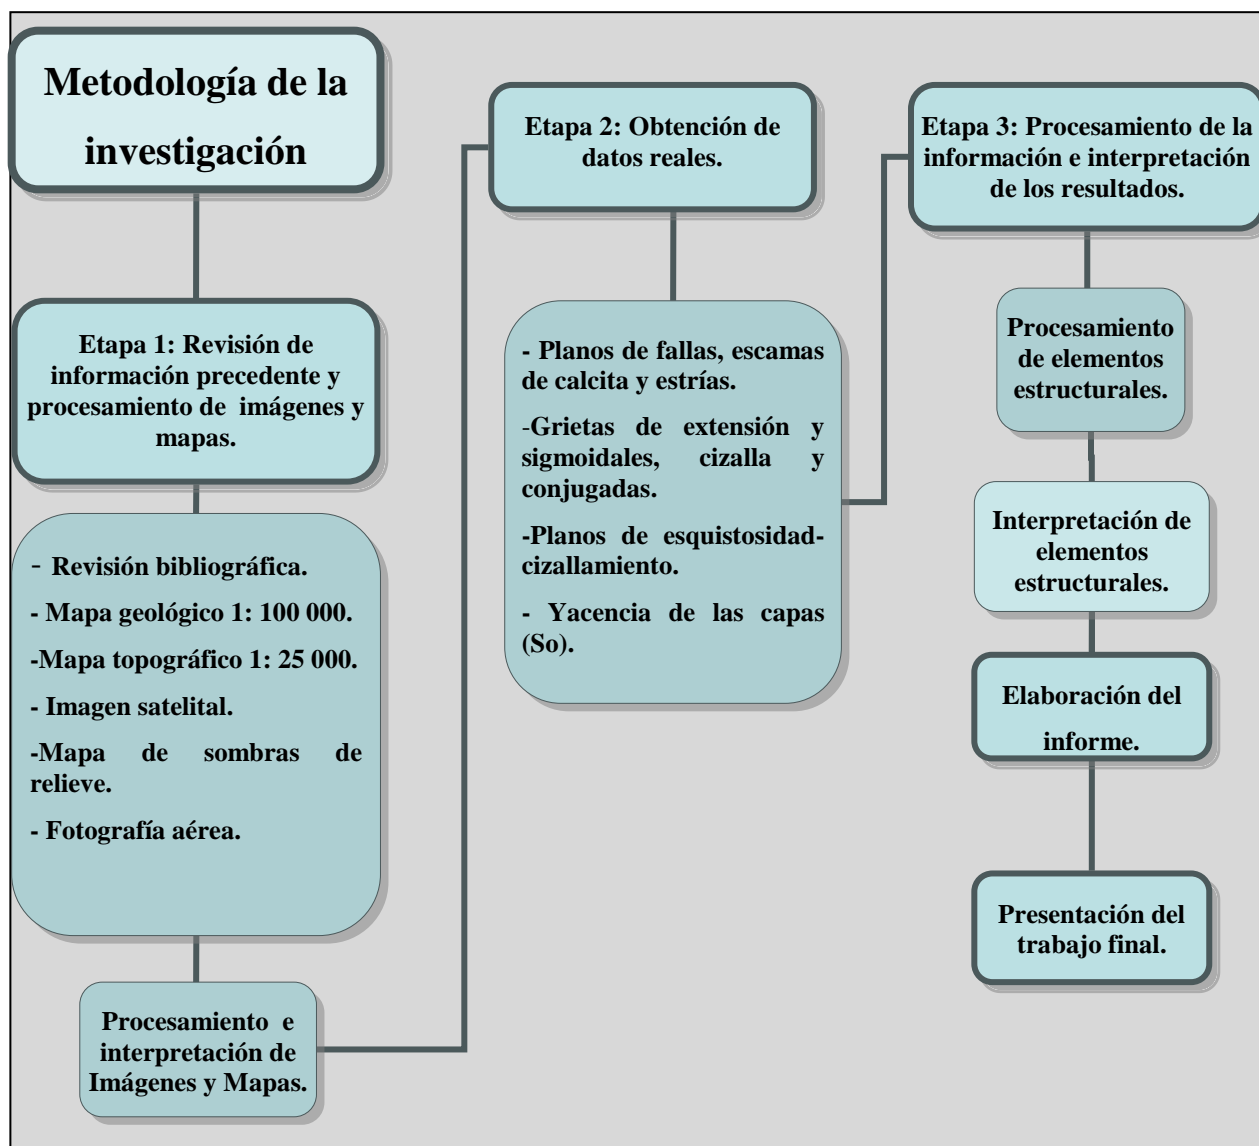 Metodología de la
investigación
Etapa 1: Revisión de
información precedente y
procesamiento de imágenes y
mapas.
- Revisión bibliográfica.
- Mapa geológico 1: 100 000.
-Mapa topográfico 1: 25 000.
- Imagen satelital.
-Mapa de sombras de
relieve.
- Fotografía aérea.
Procesamiento e
interpretación de
Imágenes y Mapas.
Etapa 2: Obtención de
datos reales.
- Planos de fallas, escamas
de calcita y estrías.
-Grietas de extensión y
sigmoidales, cizalla y
conjugadas.
-Planos de esquistosidad-
cizallamiento.
- Yacencia de las capas
(So).
Etapa 3: Procesamiento de la
información e interpretación
de los resultados.
Procesamiento
de elementos
estructurales.
Interpretación de
elementos
estructurales.
Elaboración del
informe.
Presentación del
trabajo final.